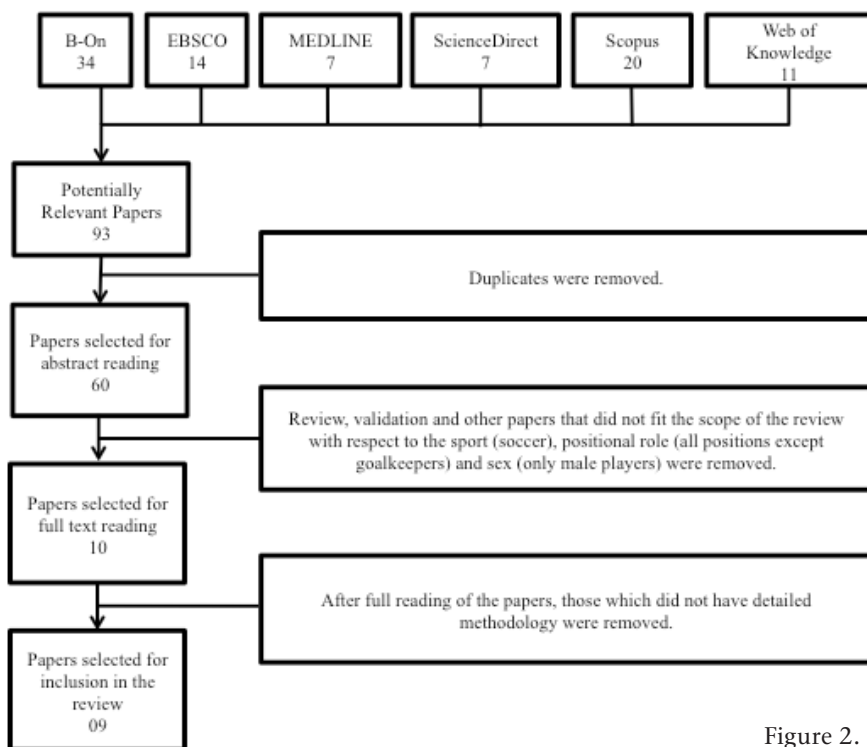 B-On
34
EBSCO
14
MEDLINE
7
ScienceDirect
7
Scopus
20
Web of
Knowledge
11
Potentially
Relevant Papers
93
Duplicates were removed.
Papers selected for
abstract reading
60
Review, validation and other papers that did not fit the scope of the review
with respect to the sport (soccer), positional role (all positions except
goalkeepers) and sex (only male players) were removed.
Papers selected for
full text reading
10
After full reading of the papers, those which did not have detailed
methodology were removed.
Papers selected for
inclusion in the
review
09
Figure 2.